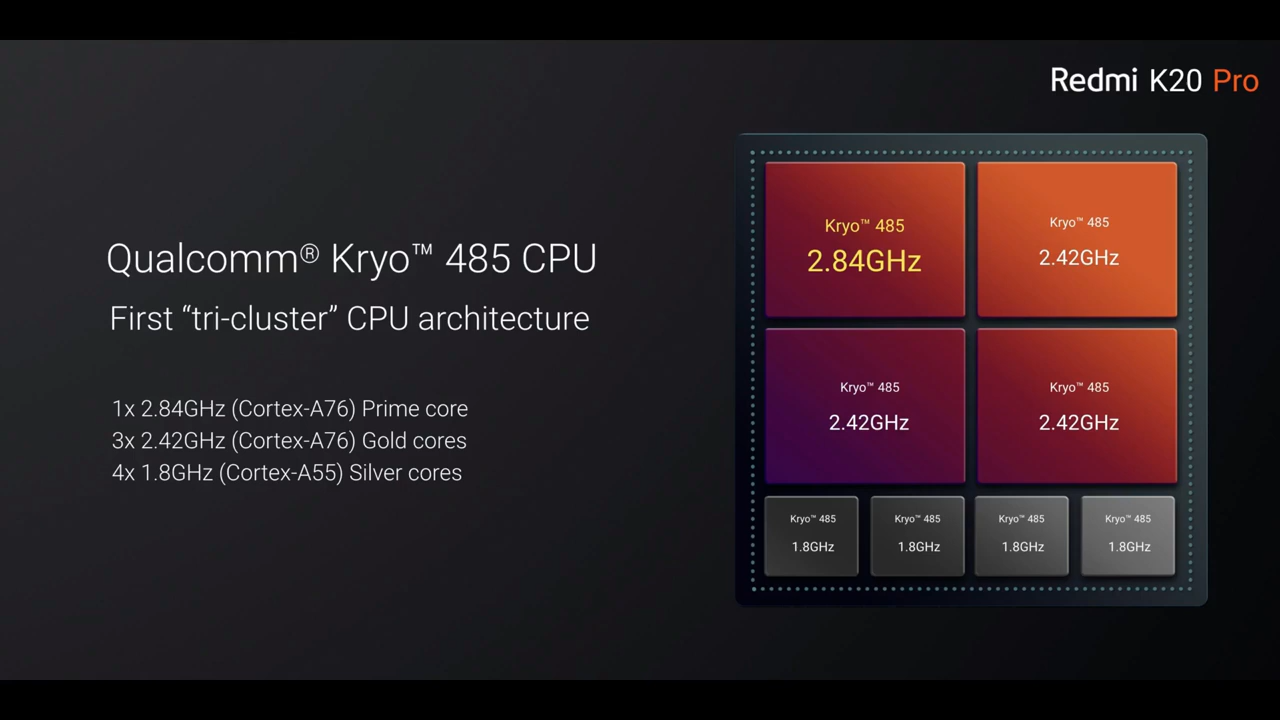 Redmi K20 Pro
Qualcomm® Kryo™ 485 CPU
First “tri-cluster” CPU architecture
1x 2.84GHz (Cortex-A76) Prime core
3x 2.42GHz (Cortex-A76) Gold cores
4x 1.8GHz (Cortex-A55) Silver cores
Kryo™ 485
2.84GHz
Kryo™ 485
2.42GHz
Kryo™ 485
2.42GHz
Kryo™ 485
2.42GHz
Kryo™ 485
1.8GHz
Kryo™ 485
1.8GHz
Kryo™ 485
1.8GHz
Kryo™ 485
1.8GHz